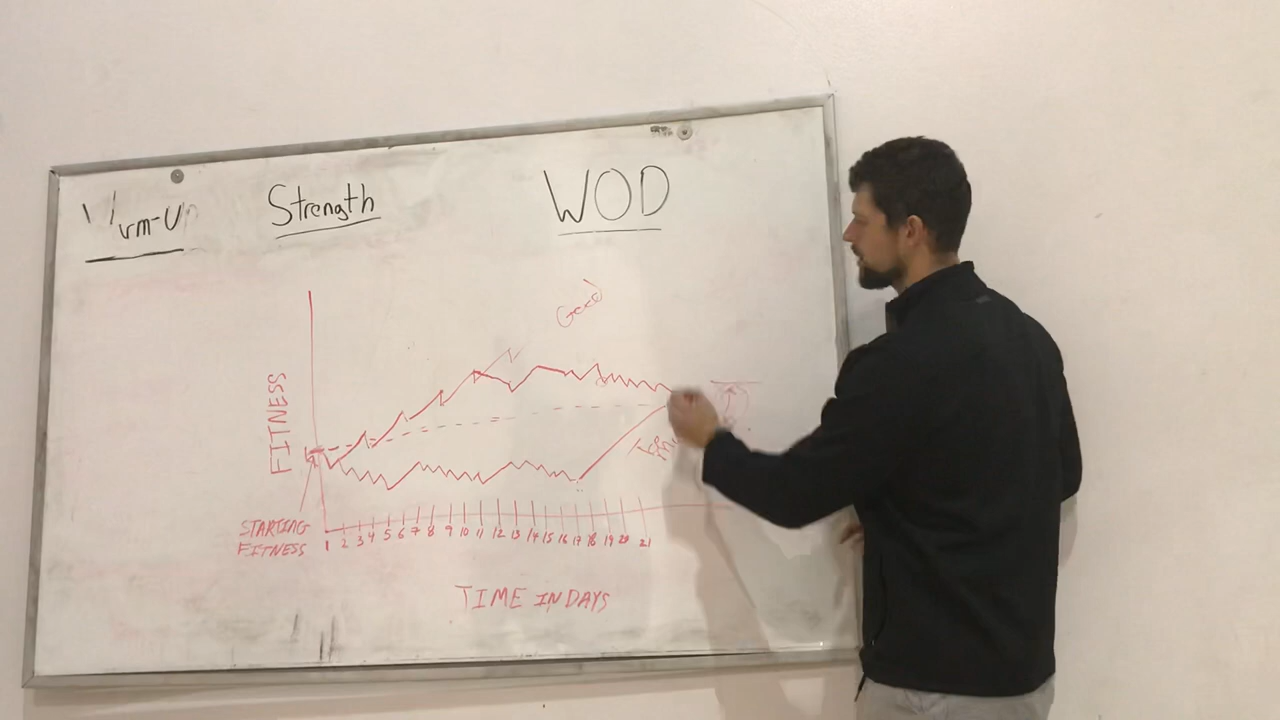 Strength
WOD
Good
FITNESS
STARTING
FITNESS
1 2 3 4 5 6 7 8 9 10 11 12 13 14 15 16 17 18 19 20 21
TIME IN DAYS